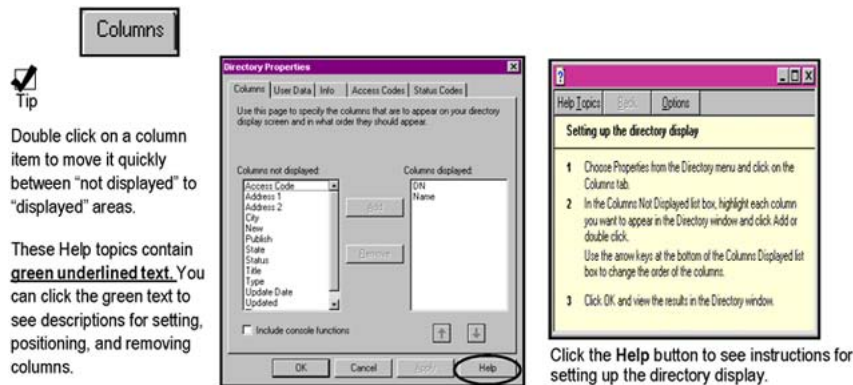 Columns
Tip
Double click on a column
item to move it quickly
between “not displayed” to
“displayed” areas.
These Help topics contain
green underlined text. You
can click the green text to
see descriptions for setting,
positioning, and removing
columns.
Directory Properties
Columns User Data Info Access Codes Status Codes
Use this page to specify the columns that are to appear on your directory
display screen and in what order they should appear.
Columns not displayed:
Access Code
Address 1
Address 2
City
New
Publish
State
Status
Title
Type
Update Date
Updated
Add
Remove
Columns displayed:
DN
Name
Include console functions
OK Cancel Apply Help
?
Help Topics Back Options
Setting up the directory display
1 Choose Properties from the Directory menu and click on the
Columns tab.
2 In the Columns Not Displayed list box, highlight each column
you want to appear in the Directory window and click Add or
double click.
Use the arrow keys at the bottom of the Columns Displayed list
box to change the order of the columns.
3 Click OK and view the results in the Directory window.
Click the Help button to see instructions for
setting up the directory display.